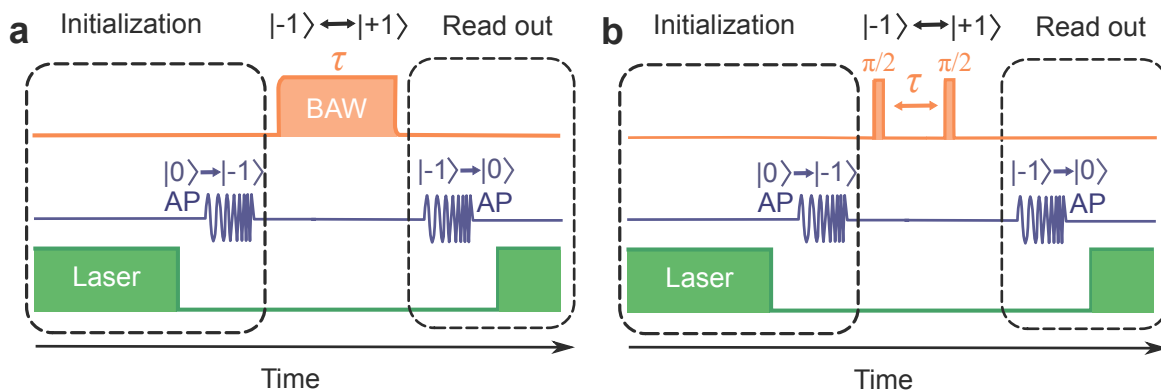 a
Initialization
|-1⟩ ↔ |+1⟩
Read out
τ
BAW
|0⟩→|-1⟩
AP
|-1⟩→|0⟩
AP
Laser
Time
b
Initialization
|-1⟩ ↔ |+1⟩
Read out
π/2 π/2
τ
|0⟩→|-1⟩
AP
|-1⟩→|0⟩
AP
Laser
Time